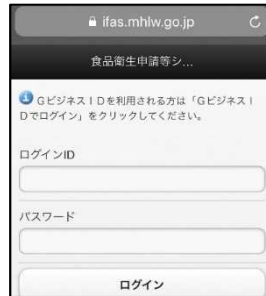 ifas.mhlw.go.jp
食品衛生申請等シ...
GビジネスIDを利用される方は「GビジネスI
Dでログイン」をクリックしてください。
ログインID
パスワード
ログイン